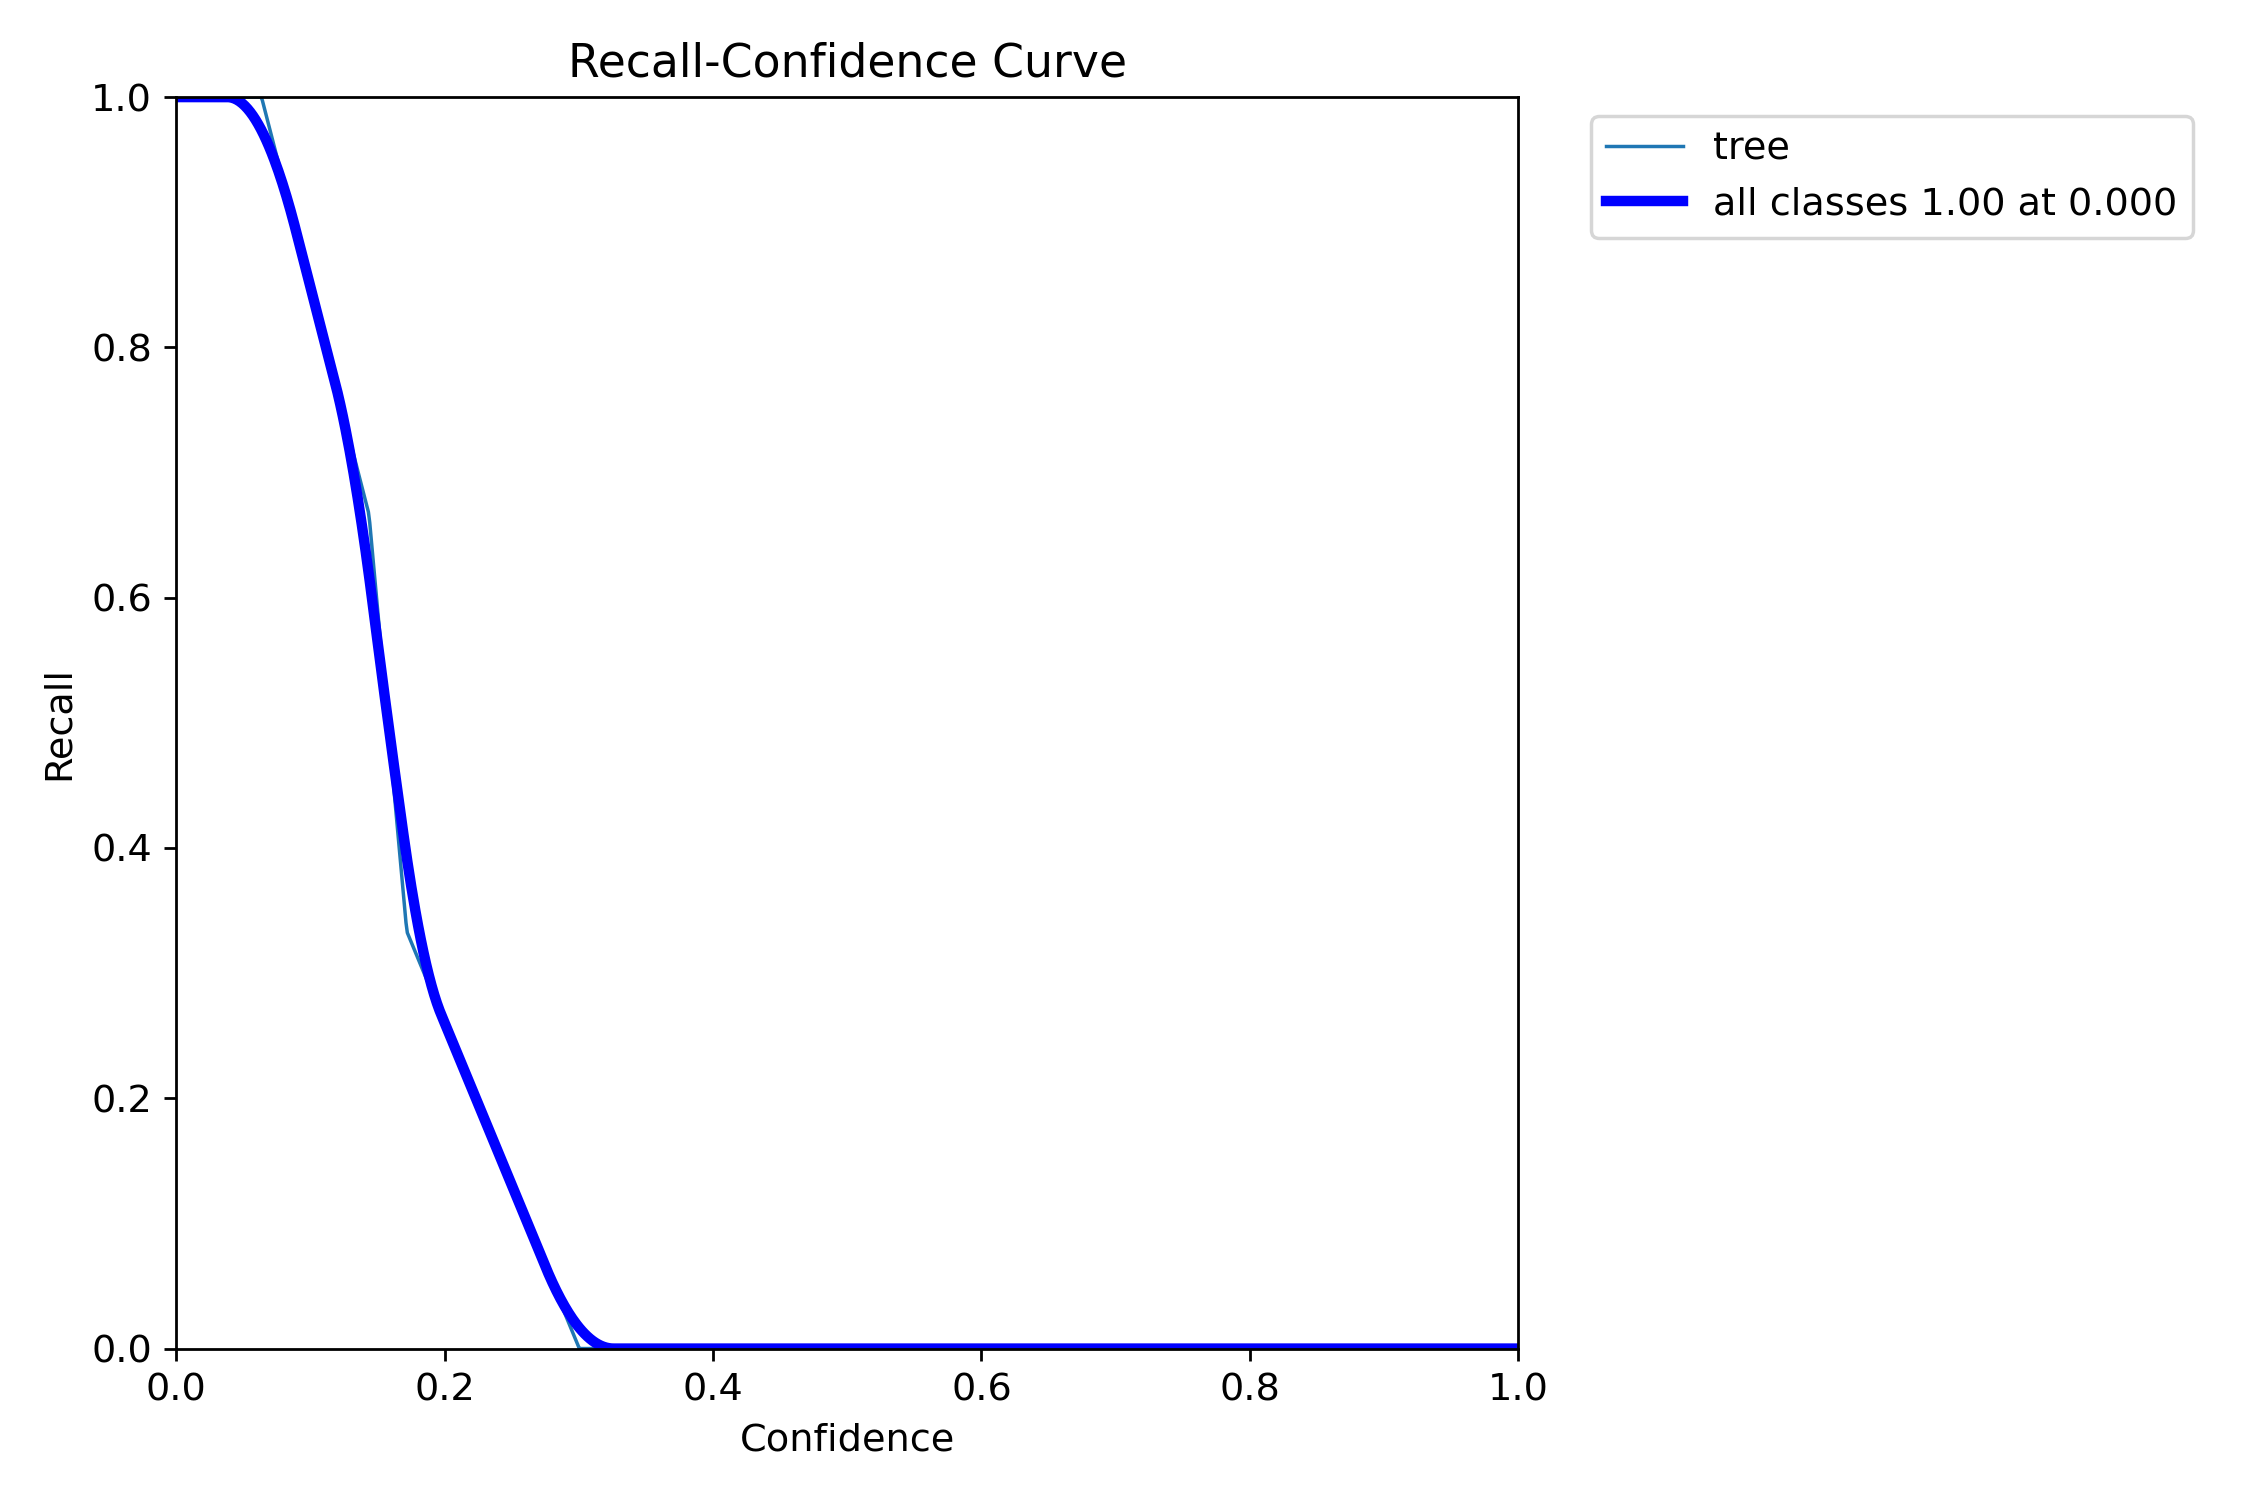 Recall-Confidence Curve
tree
all classes 1.00 at 0.000
1.0
0.8
0.6
0.4
0.2
0.0
Recall
0.0 0.2 0.4 0.6 0.8 1.0
Confidence